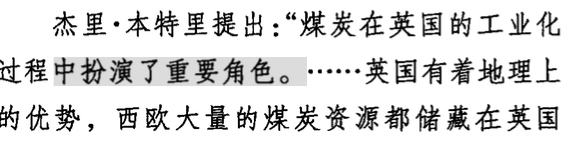 杰里·本特里提出:“煤炭在英国的工业化
过程中扮演了重要角色。……英国有着地理上
的优势，西欧大量的煤炭资源都储藏在英国